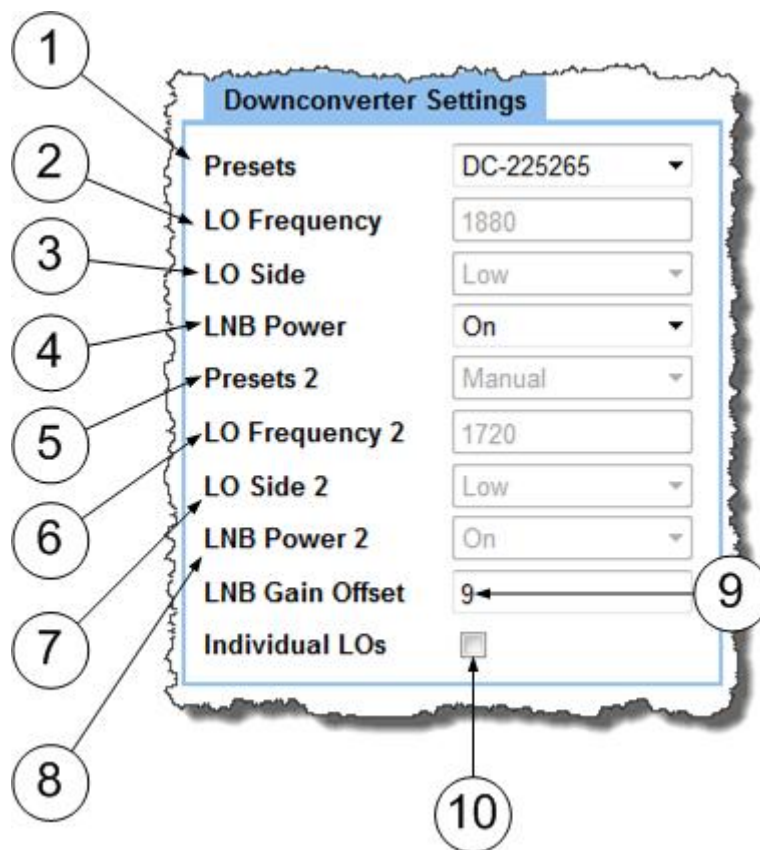 1
Downconverter Settings
2
Presets DC-225265
LO Frequency 1880
3
LO Side Low
4
LNB Power On
Presets 2 Manual
5
LO Frequency 2 1720
6
LO Side 2 Low
LNB Power 2 On
7
LNB Gain Offset 9
9
Individual LOs
8
10